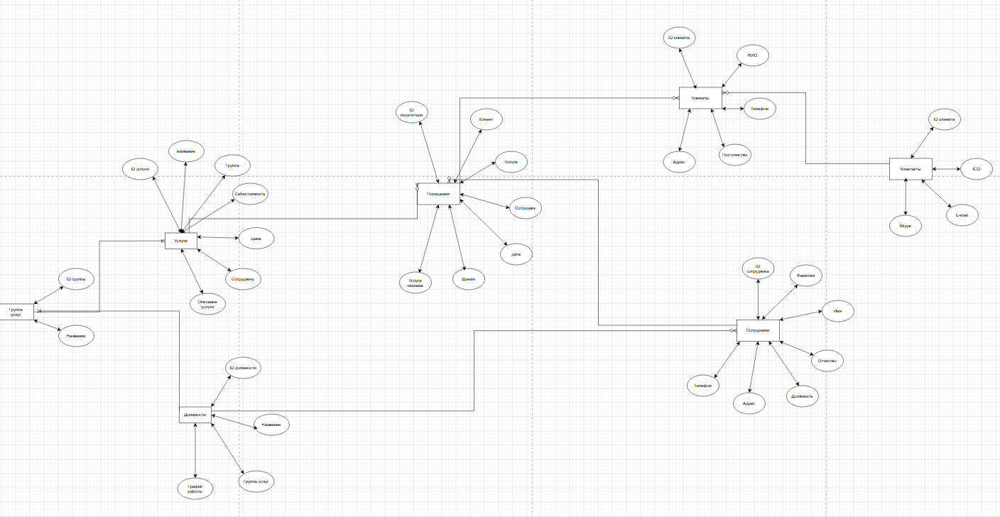 ID клиента
ФИО
Клиенты
Телефон
Адрес
Постоянство
ID клиента
Конатакты
ICQ
E-mail
Skype
ID
посетителя
Клиент
Услуга
Посещения
Сотрудник
дата
Время
Услуга
оказана
название
ID услуги
Группа
Себестоимость
Услуги
Цена
Сотруднику
Описание
услуги
ID группы
Группа
услуг
Название
ID
сотрудника
Фамилия
Имя
Сотрудники
Отчество
Телефон
Адрес
Должность
ID должности
Должности
Название
Группа услуг
График
работы